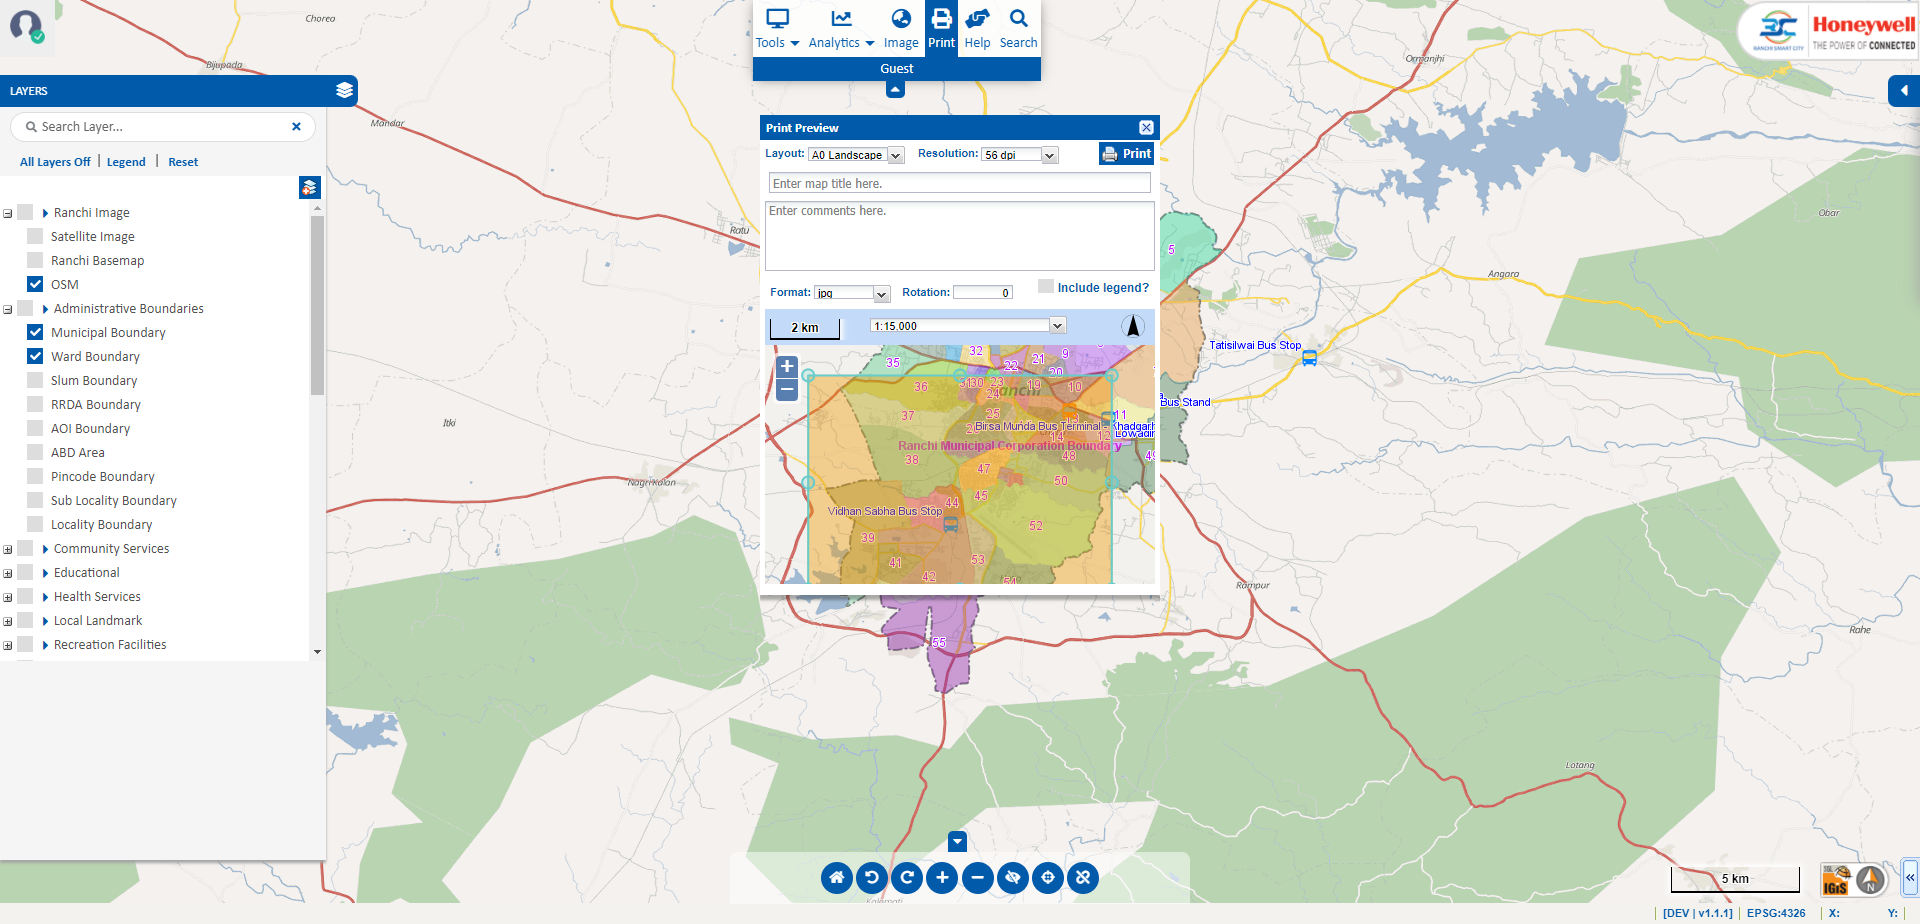 Chorea
Bijupada
Mandar
Ratu
Itki
Nagri Kalan
Ormanjhi
Obar
Angara
Tatisilwai Bus Stop
Bus Stand
5
Rampur
Rahe
Lotang
Kalamati
55
Tools
Analytics
Image
Print
Help
Search
Guest
RANCHI SMART CITY
Honeywell
THE POWER OF CONNECTED
LAYERS
Search Layer...
All Layers Off | Legend | Reset
Ranchi Image
Satellite Image
Ranchi Basemap
OSM
Administrative Boundaries
Municipal Boundary
Ward Boundary
Slum Boundary
RRDA Boundary
AOI Boundary
ABD Area
Pincode Boundary
Sub Locality Boundary
Locality Boundary
Community Services
Educational
Health Services
Local Landmark
Recreation Facilities
Print Preview
Layout: A0 Landscape Resolution: 56 dpi Print
Enter map title here.
Enter comments here.
Format: jpg Rotation: 0 Include legend?
2 km 1:15,000
35 32 22 21 9 20
36 30 23 19 10
24
37 25 11
Birsa Munda Bus Terminal - Khadgarh
14 12
Ranchi Municipal Corporation Boundary
38 48 49
47 50
45
44
Vidhan Sabha Bus Stop
52
39
41 53
42 54
5 km
IGiS
N
[DEV | v1.1.1] EPSG:4326 X: Y: